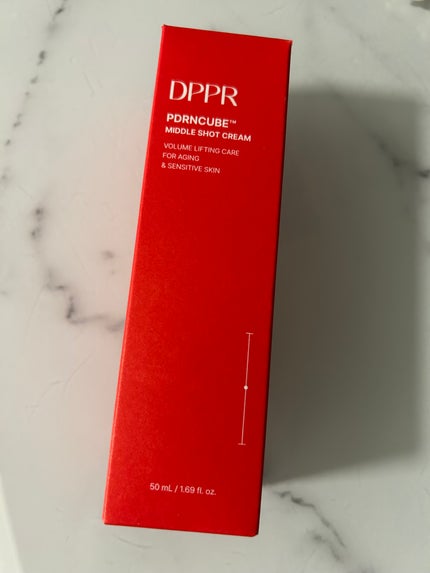 DPPR
PDRNCUBE™
MIDDLE SHOT CREAM
VOLUME LIFTING CARE
FOR AGING
& SENSITIVE SKIN
50 mL / 1.69 fl. oz.